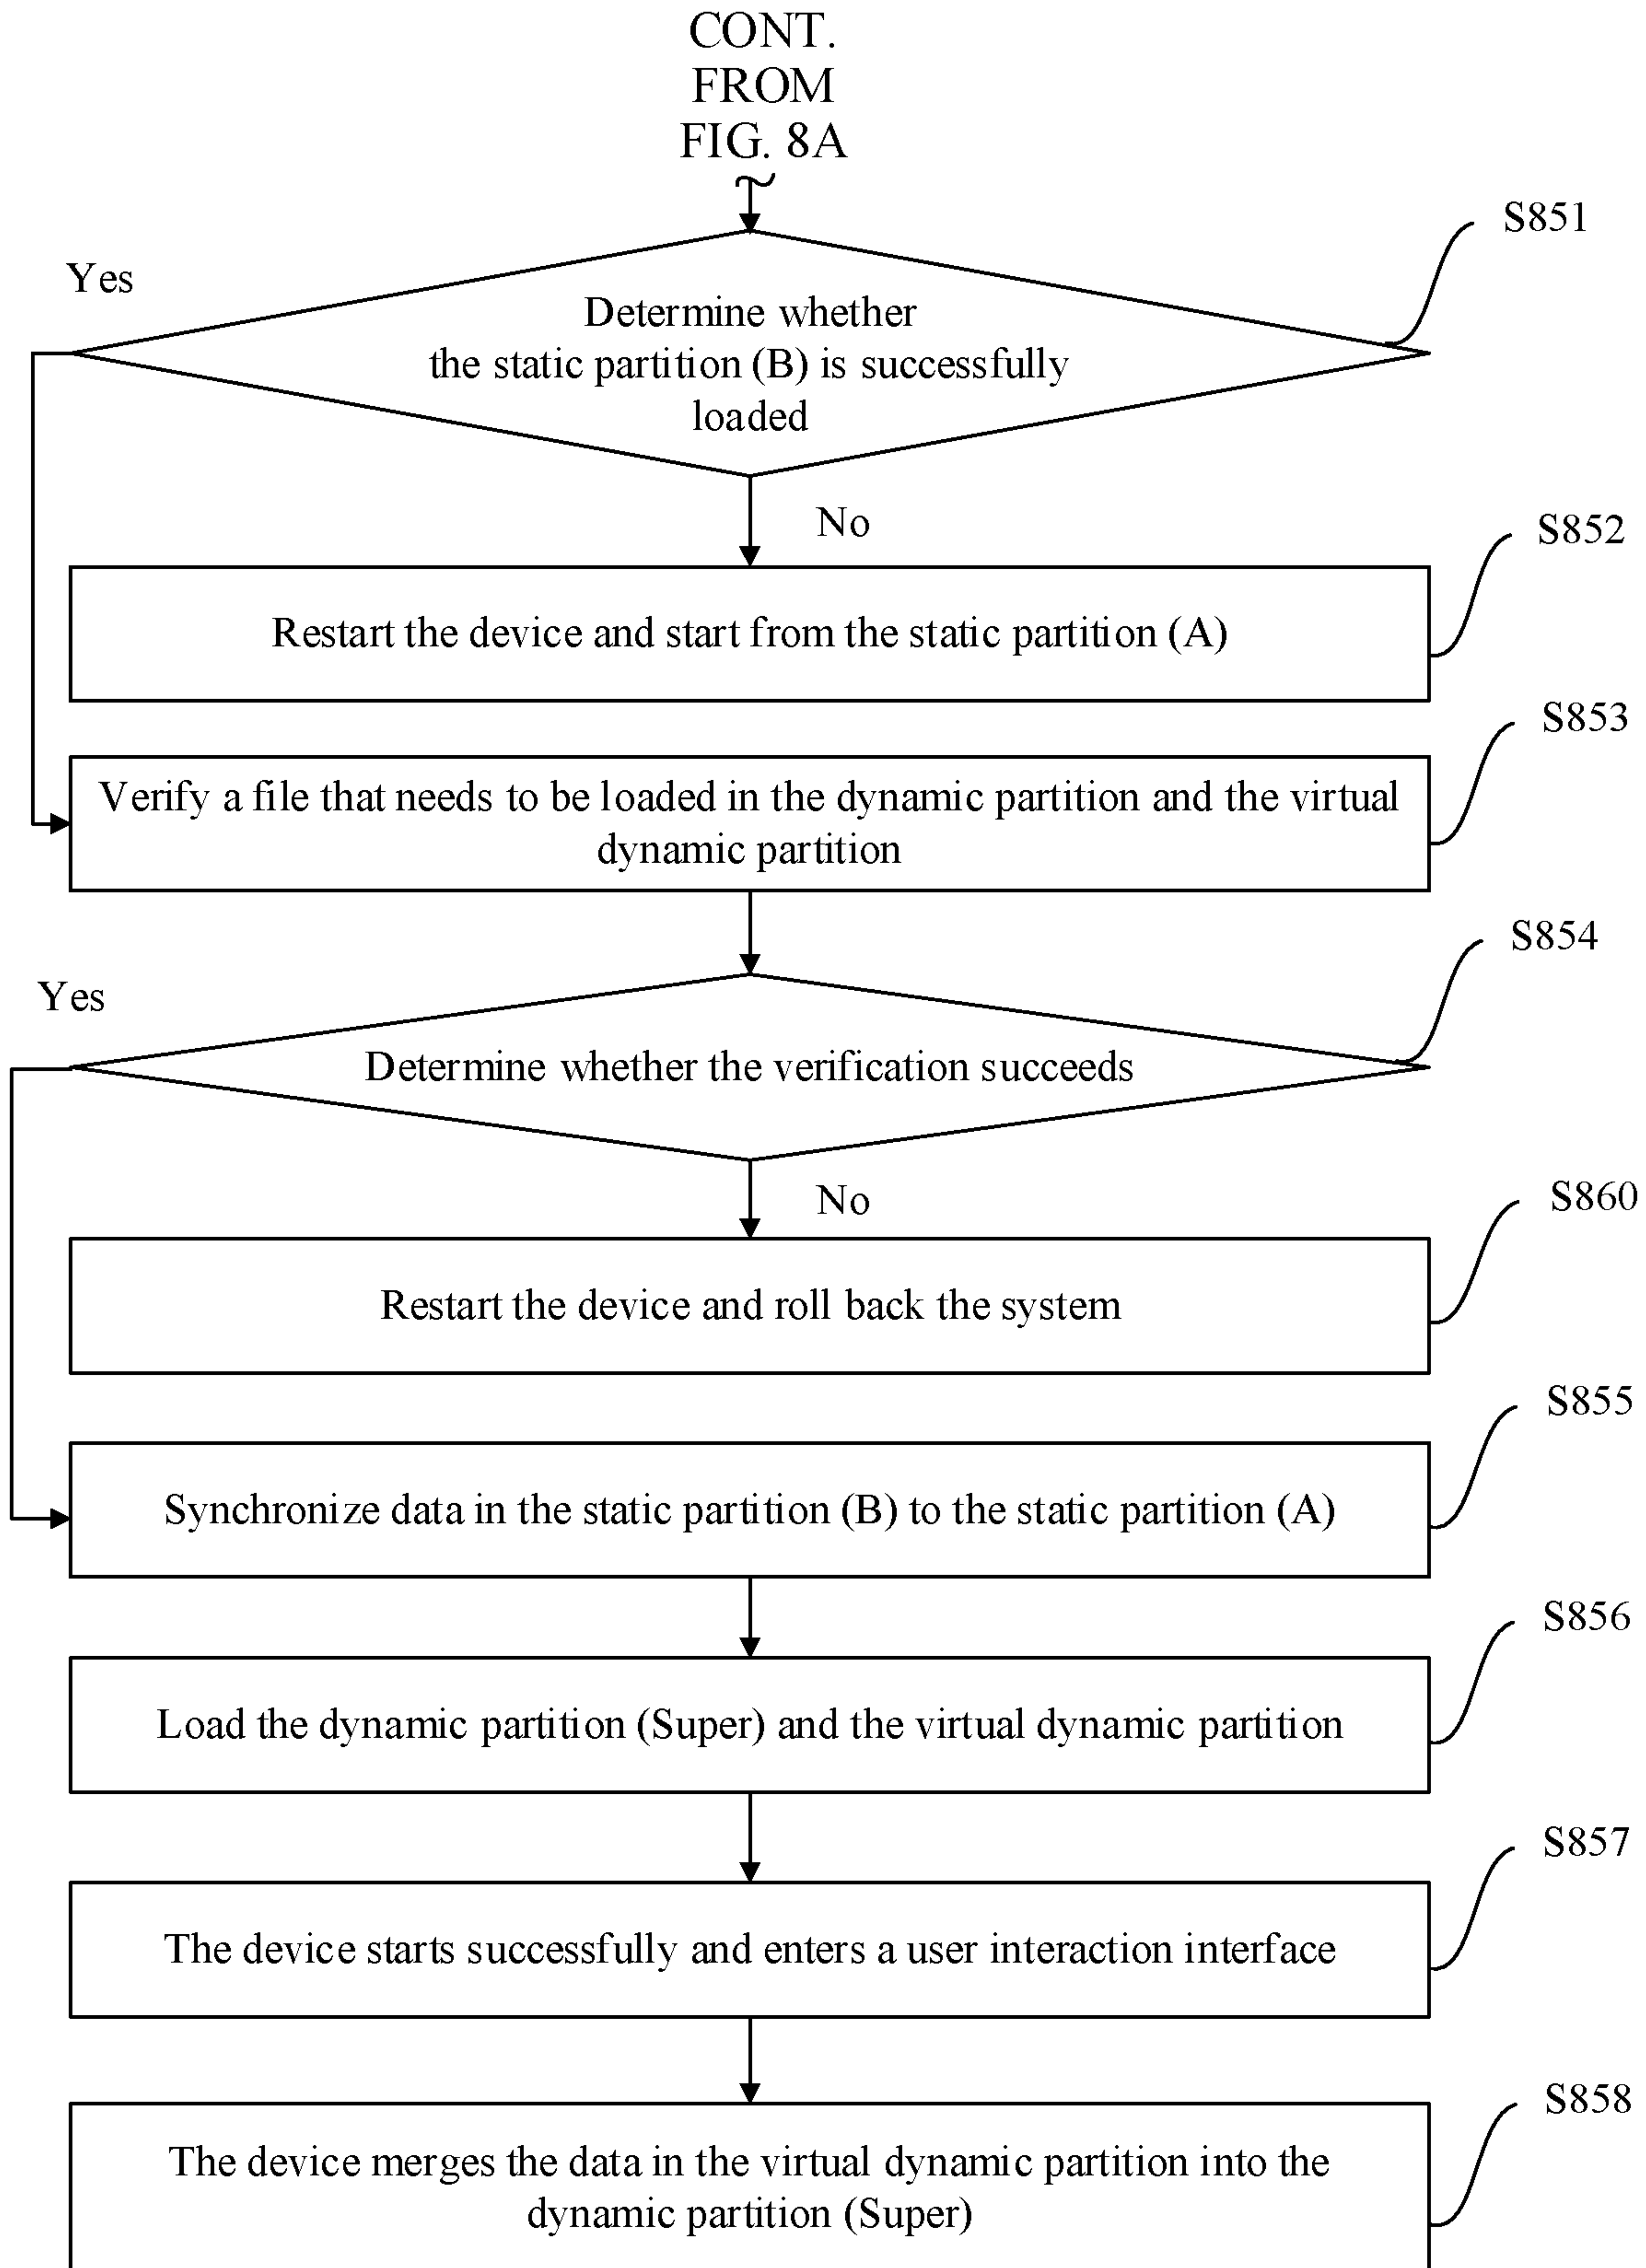 CONT.
FROM
FIG. 8A
S851
Yes
Determine whether
the static partition (B) is successfully
loaded
No
S852
Restart the device and start from the static partition (A)
S853
Verify a file that needs to be loaded in the dynamic partition and the virtual
dynamic partition
S854
Yes
Determine whether the verification succeeds
No
S860
Restart the device and roll back the system
S855
Synchronize data in the static partition (B) to the static partition (A)
S856
Load the dynamic partition (Super) and the virtual dynamic partition
S857
The device starts successfully and enters a user interaction interface
S858
The device merges the data in the virtual dynamic partition into the
dynamic partition (Super)